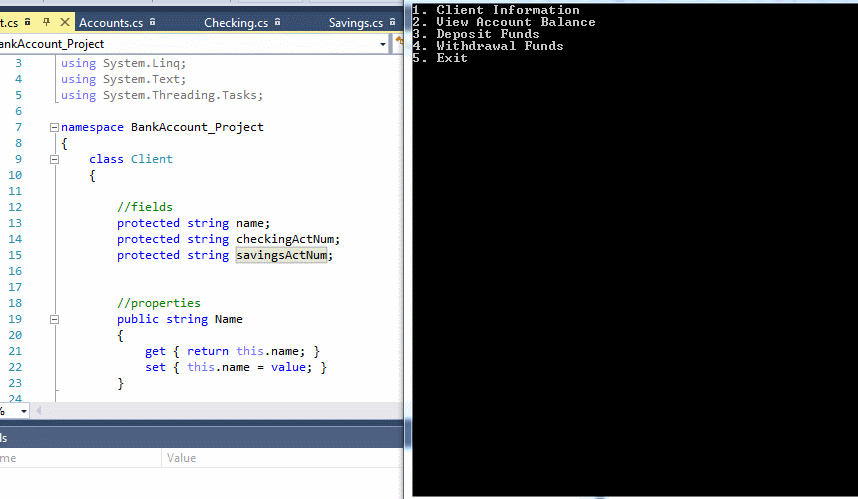 t.cs Accounts.cs Checking.cs Savings.cs
ankAccount_Project
3 using System.Linq;
4 using System.Text;
5 using System.Threading.Tasks;
6
7 namespace BankAccount_Project
8 {
9 class Client
10 {
11
12 //fields
13 protected string name;
14 protected string checkingActNum;
15 protected string savingsActNum;
16
17
18 //properties
19 public string Name
20 {
21 get { return this.name; }
22 set { this.name = value; }
23 }
24
%
ls
me Value
1. Client Information
2. View Account Balance
3. Deposit Funds
4. Withdrawal Funds
5. Exit